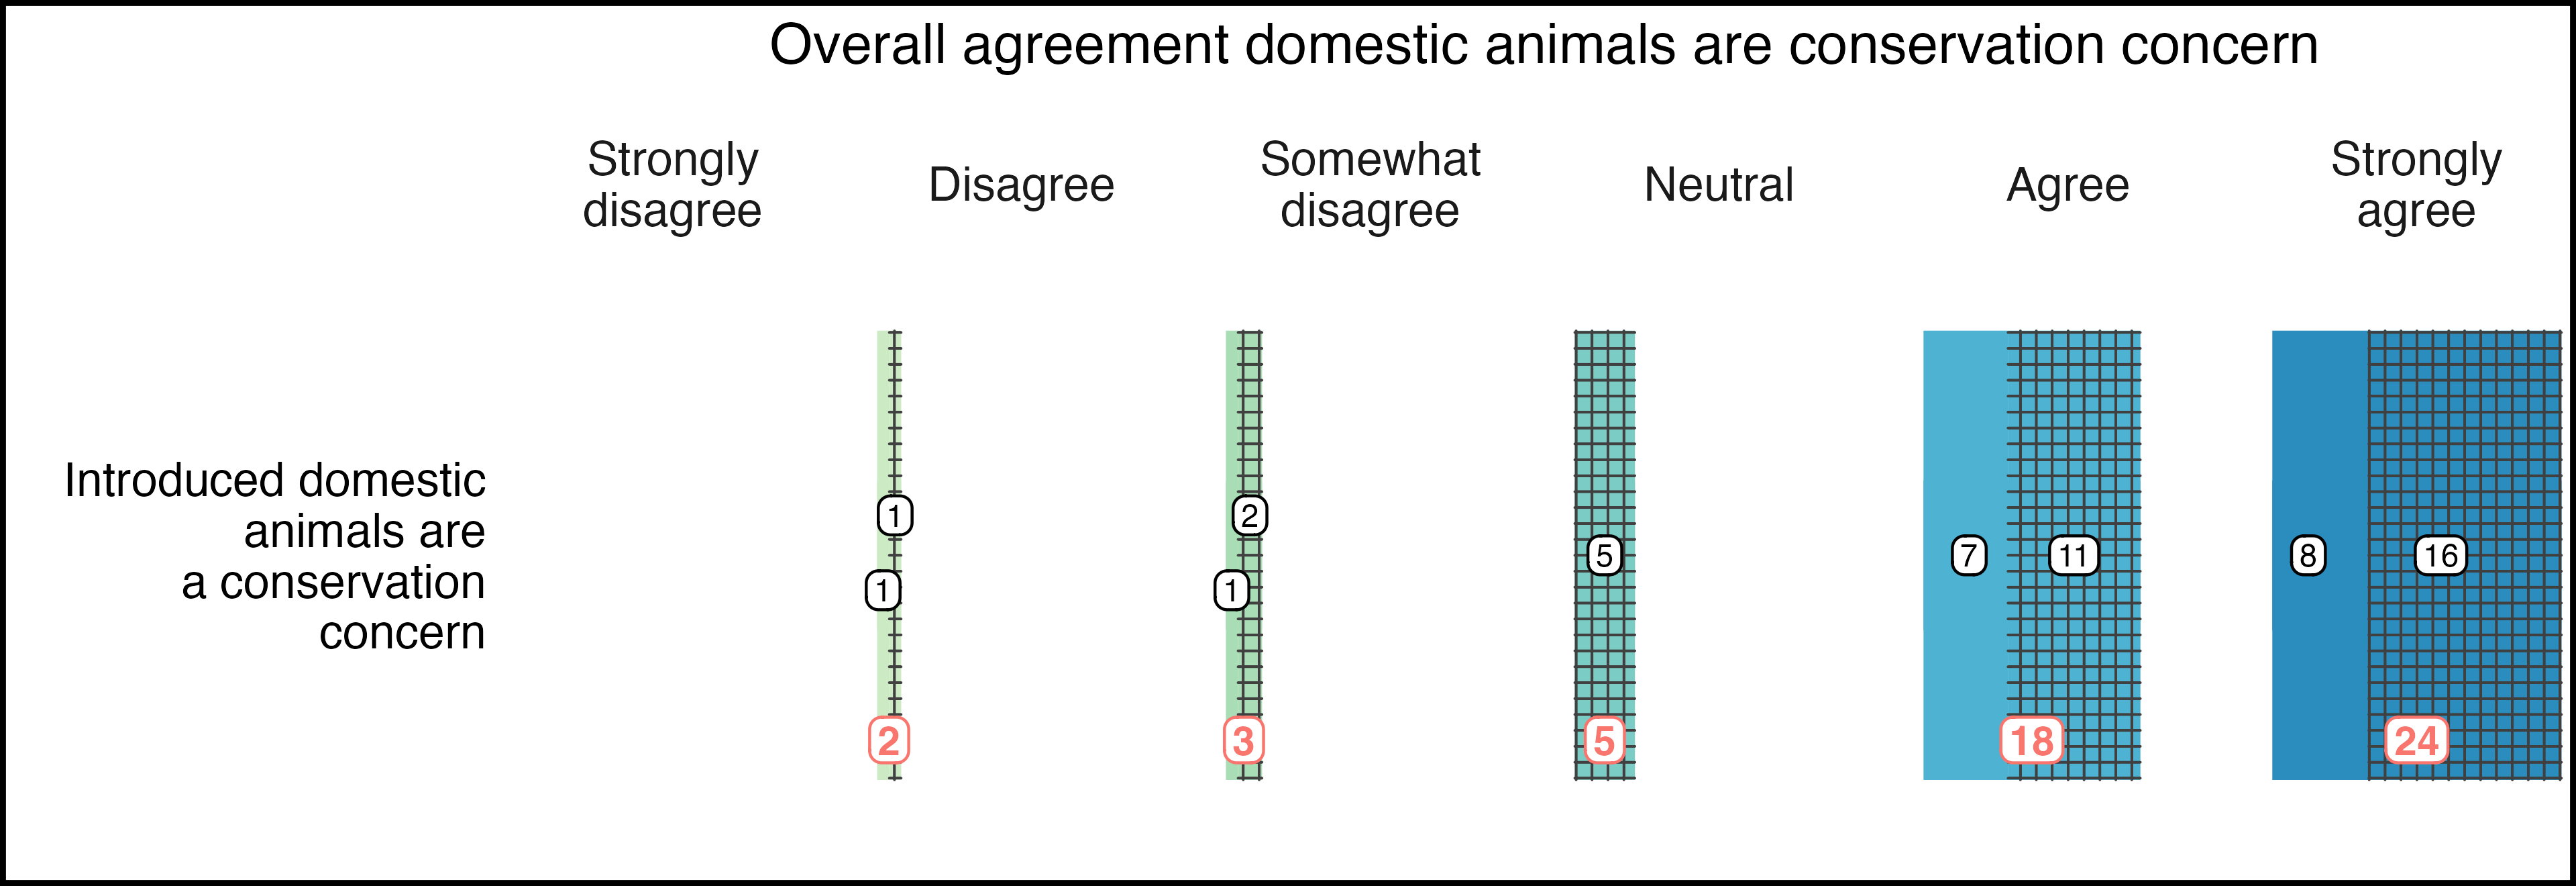 Overall agreement domestic animals are conservation concern
Strongly
disagree
Disagree
Somewhat
disagree
Neutral
Agree
Strongly
agree
Introduced domestic
animals are
a conservation
concern
1
1
2
2
1
3
5
5
7
11
18
8
16
24